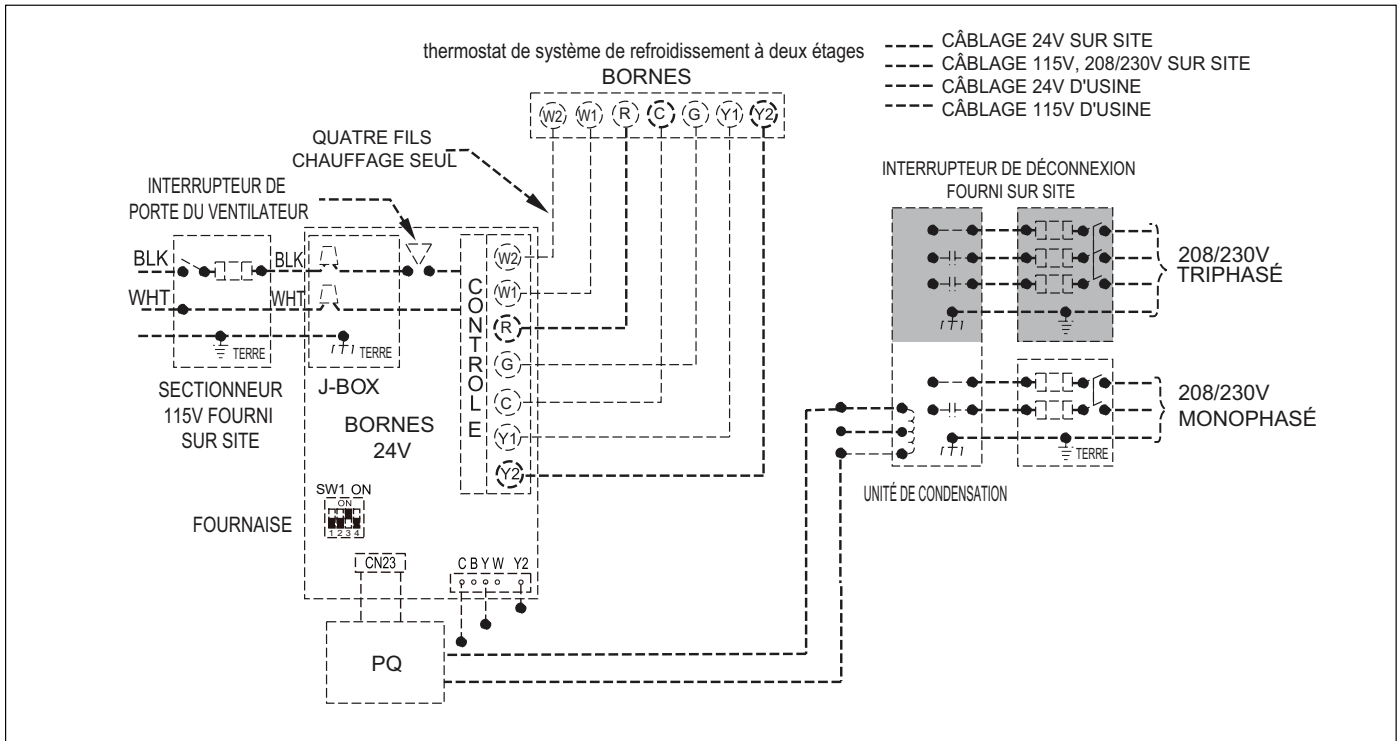 thermostat de système de refroidissement à deux étages
BORNES
W2 W1 R C G Y1 Y2
CÂBLAGE 24V SUR SITE
CÂBLAGE 115V, 208/230V SUR SITE
CÂBLAGE 24V D'USINE
CÂBLAGE 115V D'USINE
QUATRE FILS
CHAUFFAGE SEUL
INTERRUPTEUR DE
PORTE DU VENTILATEUR
BLK
BLK
WHT
WHT
TERRE
TERRE
SECTIONNEUR
115V FOURNI
SUR SITE
J-BOX
BORNES
24V
CONTROLE
W2
W1
R
G
C
Y1
Y2
SW1 ON
ON
1 2 3 4
FOURNAISE
CN23
C B Y W Y2
PQ
INTERRUPTEUR DE DÉCONNEXION
FOURNI SUR SITE
208/230V
TRIPHASÉ
208/230V
MONOPHASÉ
TERRE
UNITÉ DE CONDENSATION